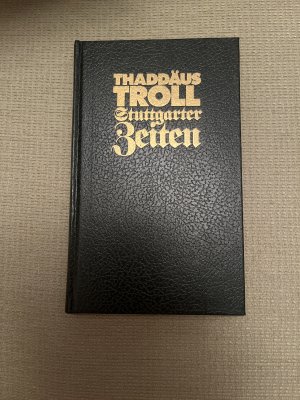 THADDÄUS
TROLL
Stuttgarter
Zeiten